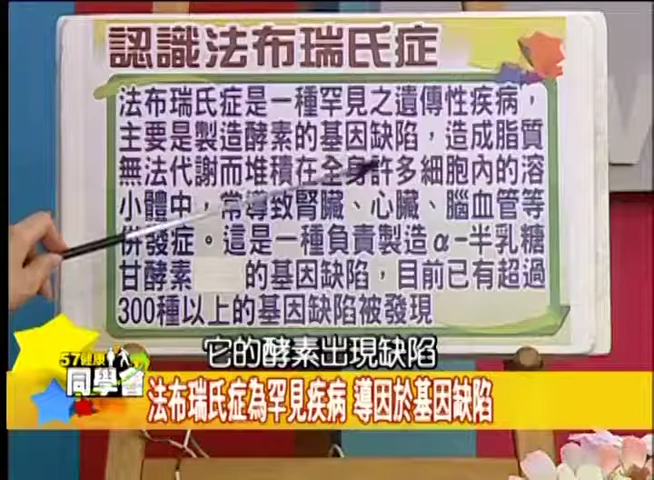 認識法布瑞氏症
法布瑞氏症是一種罕見之遺傳性疾病，
主要是製造酵素的基因缺陷，造成脂質
無法代謝而堆積在全身許多細胞內的溶
小體中，常導致腎臟、心臟、腦血管等
併發症。這是一種負責製造α-半乳糖
甘酵素 的基因缺陷，目前已有超過
300種以上的基因缺陷被發現
它的酵素出現缺陷
57健康
同學會
法布瑞氏症為罕見疾病 導因於基因缺陷